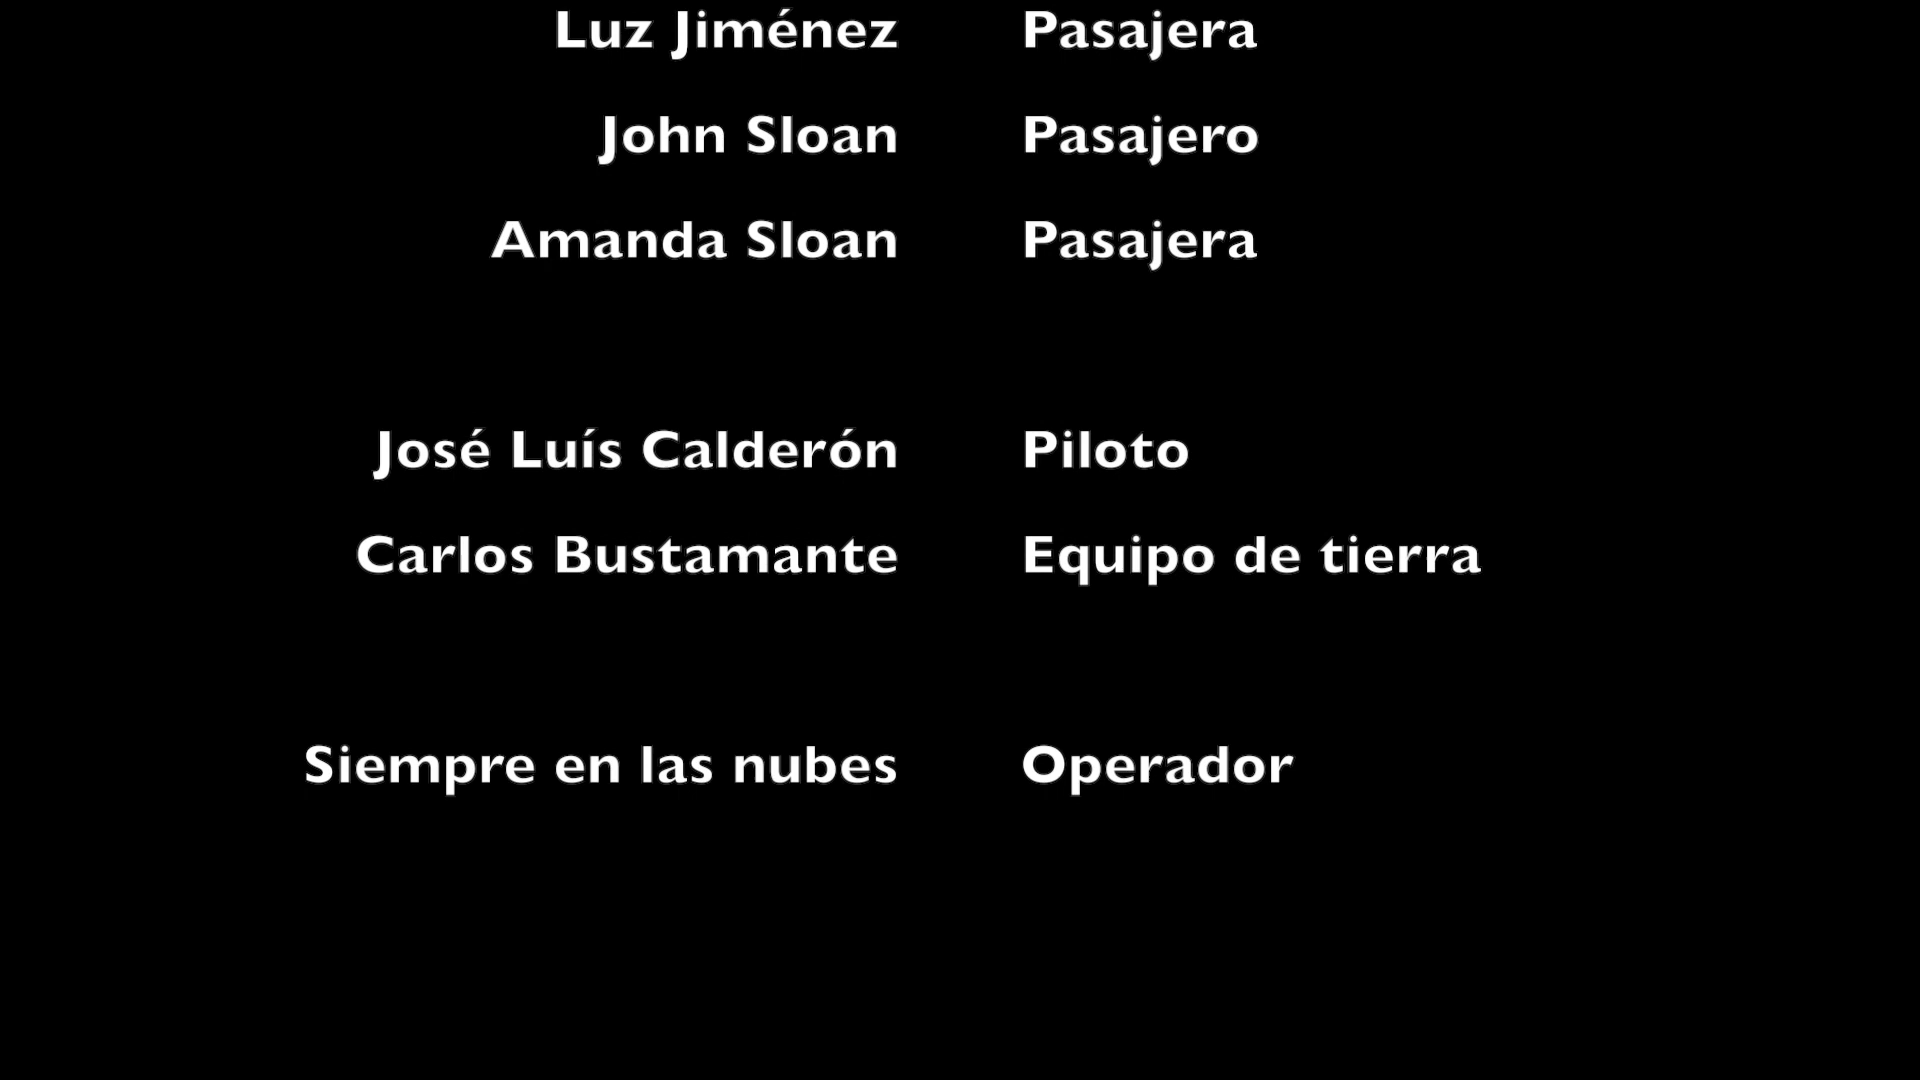 Luz Jiménez Pasajera
John Sloan Pasajero
Amanda Sloan Pasajera
José Luís Calderón Piloto
Carlos Bustamante Equipo de tierra
Siempre en las nubes Operador